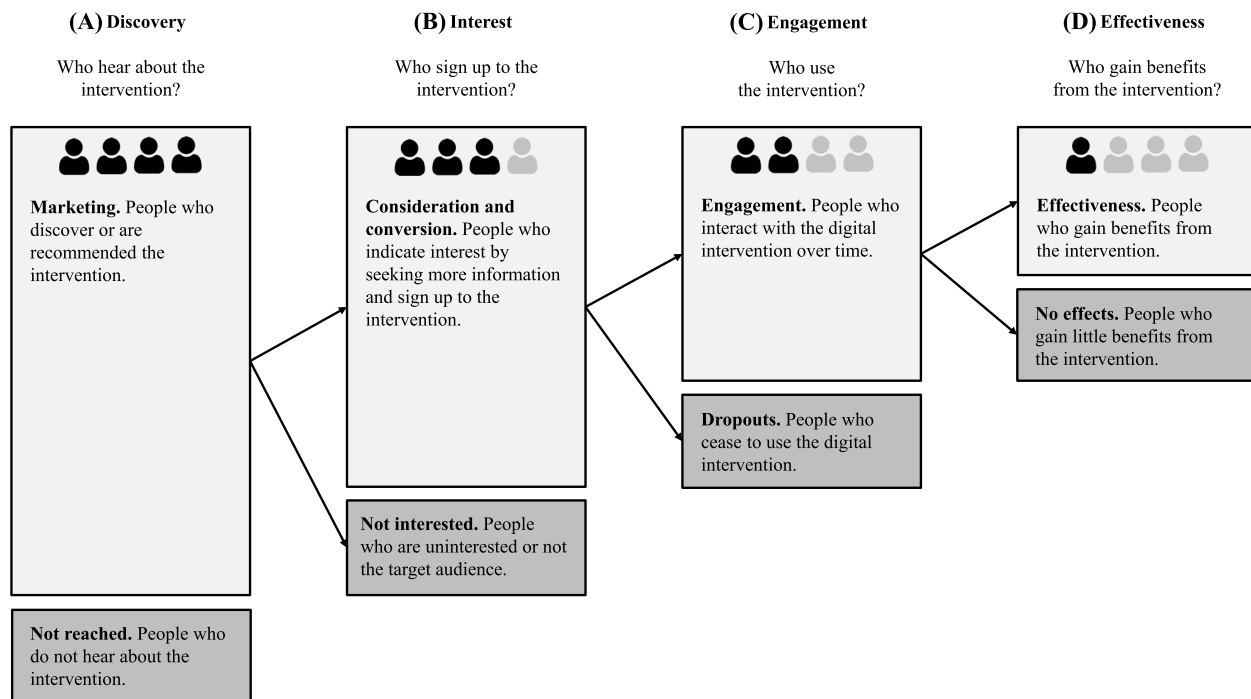 (A) Discovery
Who hear about the
intervention?
Marketing. People who
discover or are
recommended the
intervention.
Not reached. People who
do not hear about the
intervention.
(B) Interest
Who sign up to the
intervention?
Consideration and
conversion. People who
indicate interest by
seeking more information
and sign up to the
intervention.
Not interested. People
who are uninterested or not
the target audience.
(C) Engagement
Who use
the intervention?
Engagement. People who
interact with the digital
intervention over time.
Dropouts. People who
cease to use the digital
intervention.
(D) Effectiveness
Who gain benefits
from the intervention?
Effectiveness. People
who gain benefits from
the intervention.
No effects. People who
gain little benefits from
the intervention.